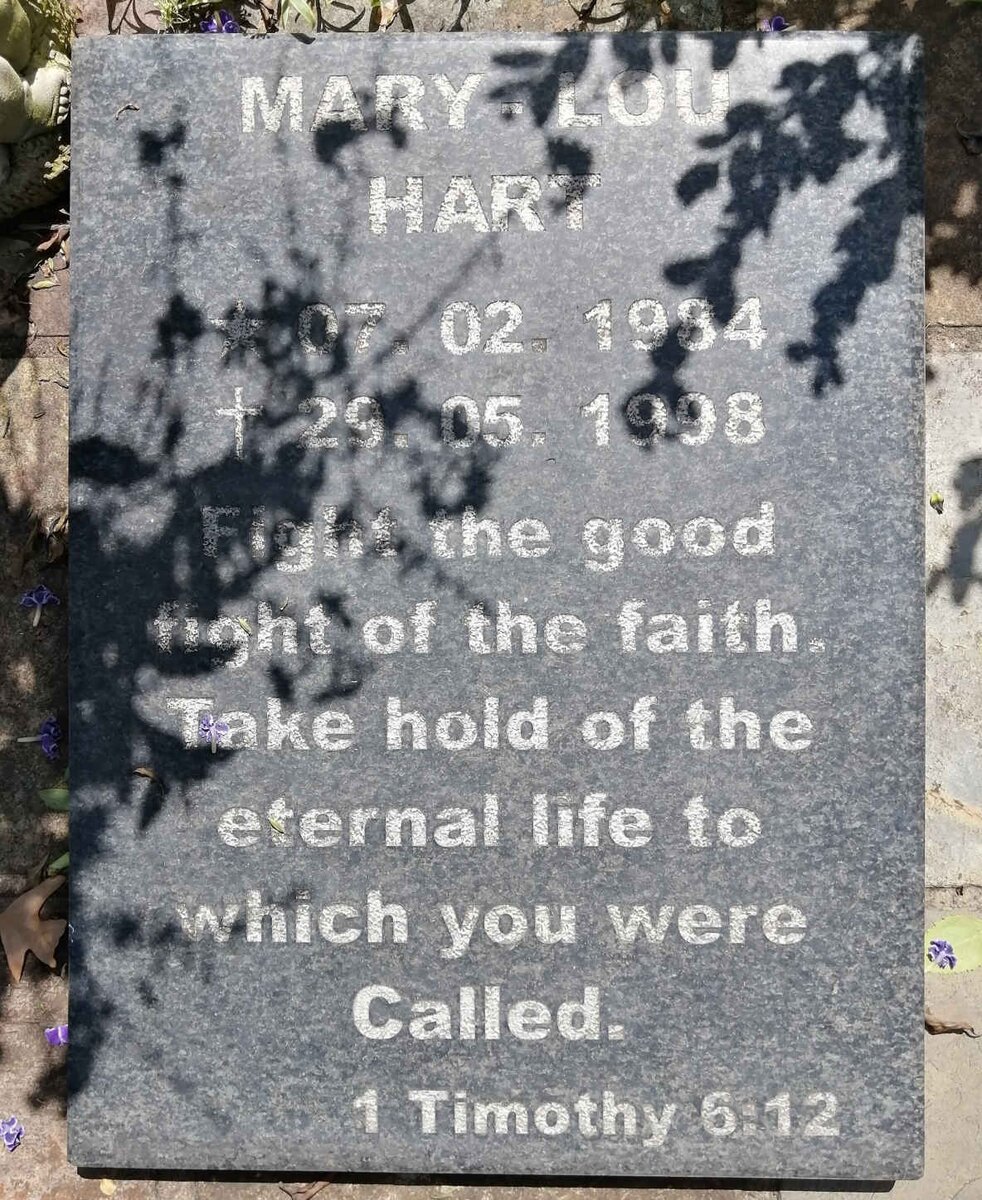 MARY - LOU
HART
★ 07. 02. 1984
† 29. 05. 1998
Fight the good
fight of the faith.
Take hold of the
eternal life to
which you were
Called.
1 Timothy 6:12